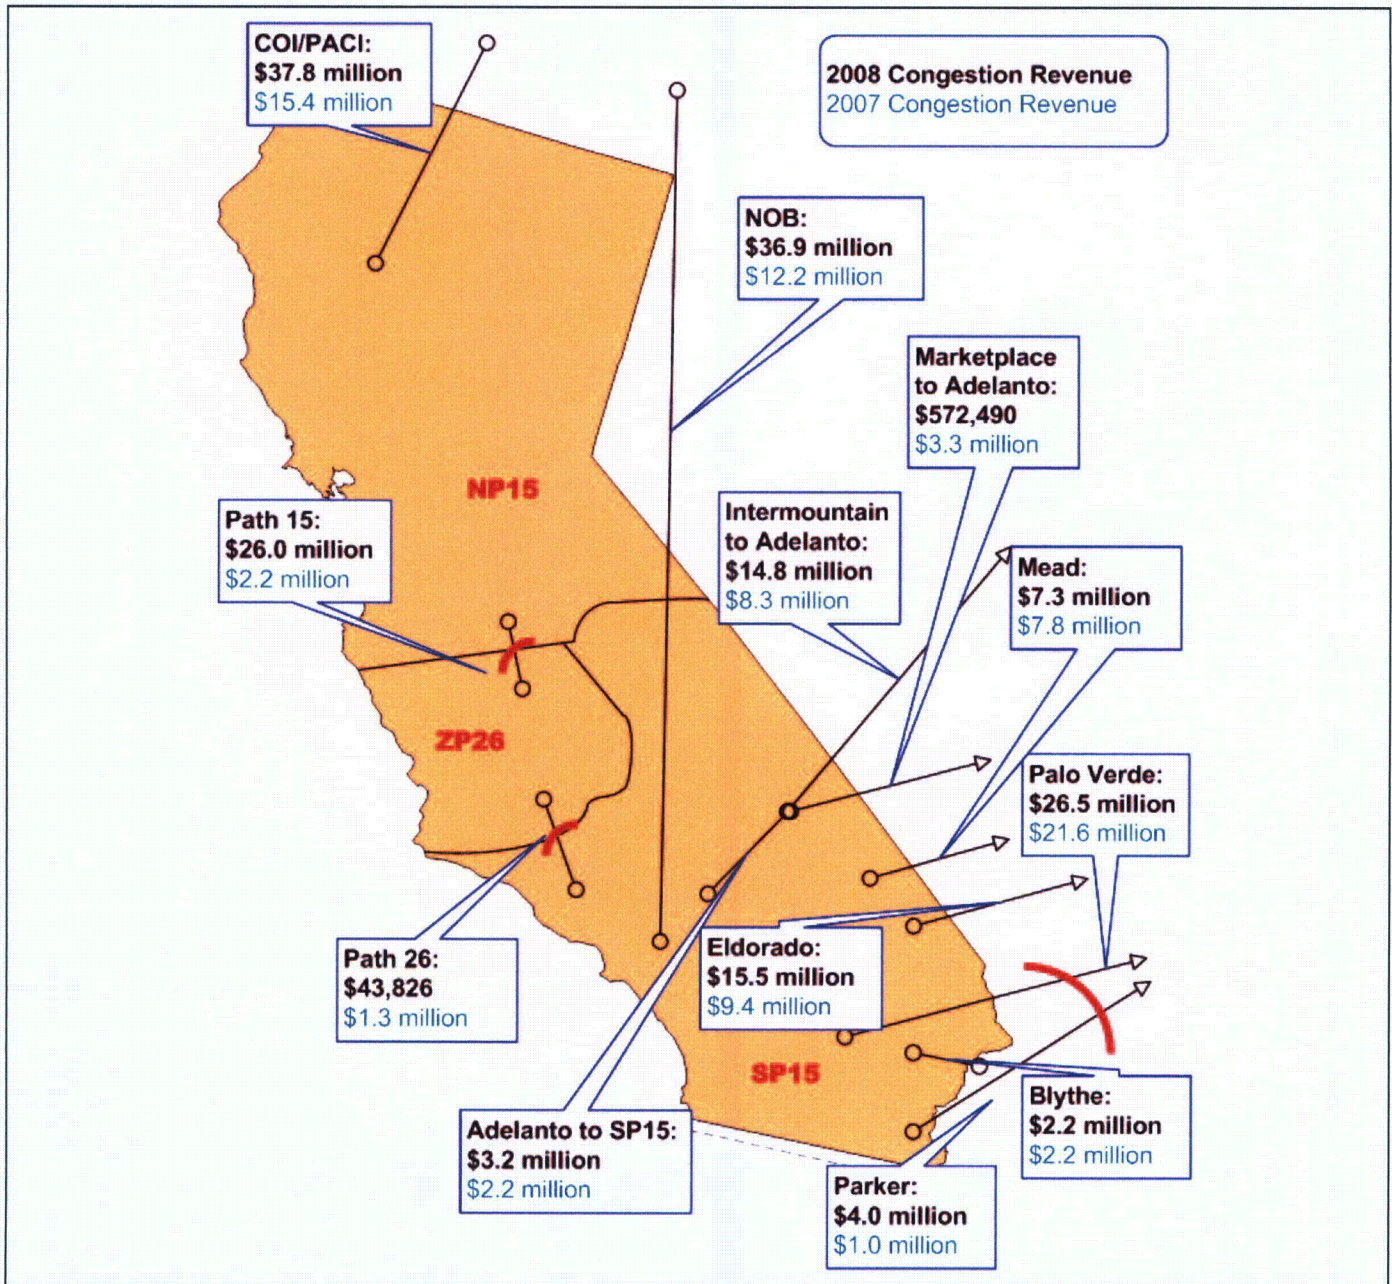 COI/PACI:
$37.8 million
$15.4 million
2008 Congestion Revenue
2007 Congestion Revenue
NOB:
$36.9 million
$12.2 million
Marketplace
to Adelanto:
$572,490
$3.3 million
NP15
Path 15:
$26.0 million
$2.2 million
Intermountain
to Adelanto:
$14.8 million
$8.3 million
Mead:
$7.3 million
$7.8 million
ZP26
Palo Verde:
$26.5 million
$21.6 million
Path 26:
$43,826
$1.3 million
Eldorado:
$15.5 million
$9.4 million
SP15
Adelanto to SP15:
$3.2 million
$2.2 million
Blythe:
$2.2 million
$2.2 million
Parker:
$4.0 million
$1.0 million